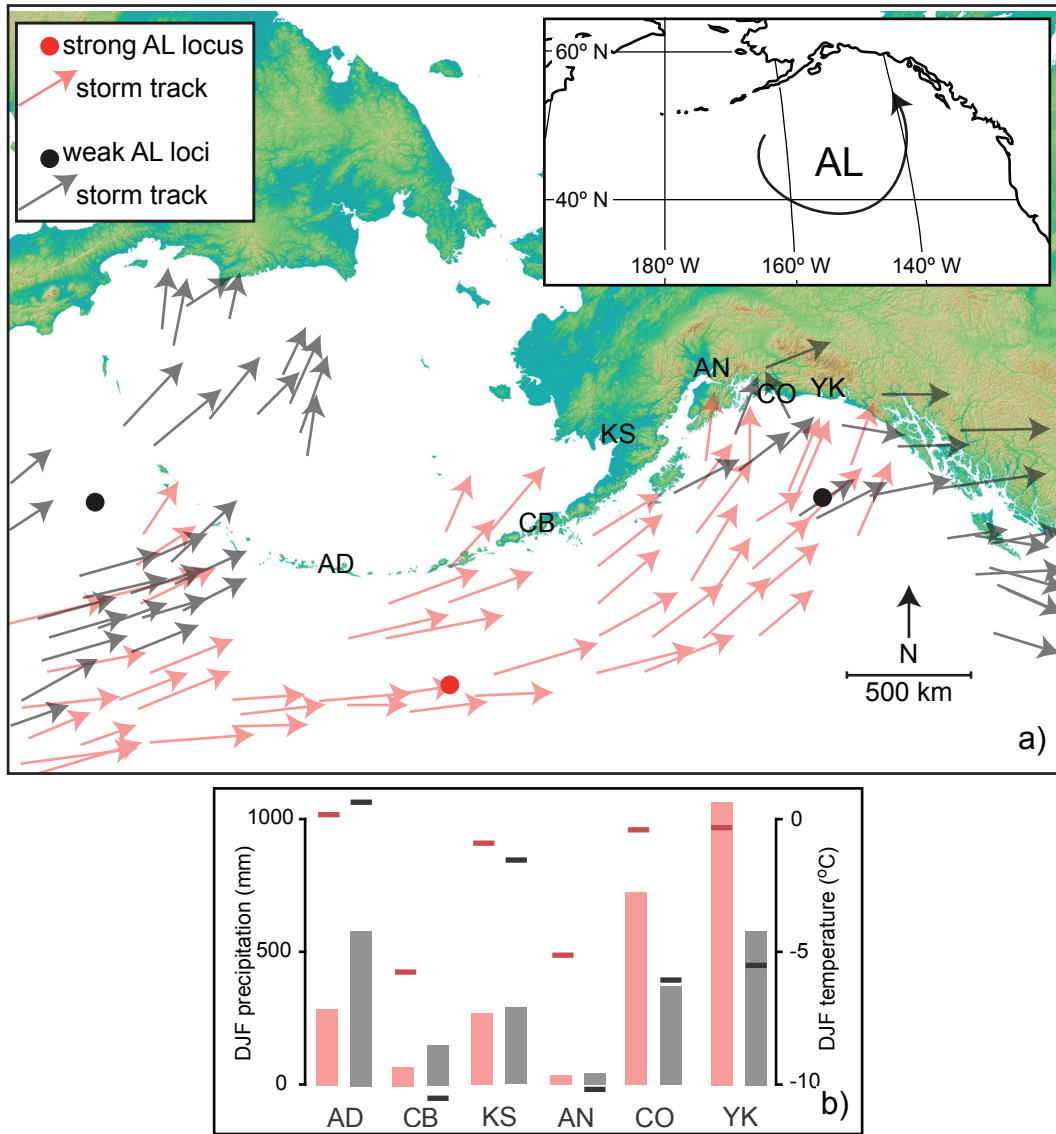 strong AL locus
storm track
weak AL loci
storm track
60° N
AL
40° N
180° W
160° W
140° W
AN
CO
YK
KS
CB
AD
N
500 km
a)
DJF precipitation (mm)
1000
500
0
0
-5
-10
DJF temperature (°C)
AD
CB
KS
AN
CO
YK
b)